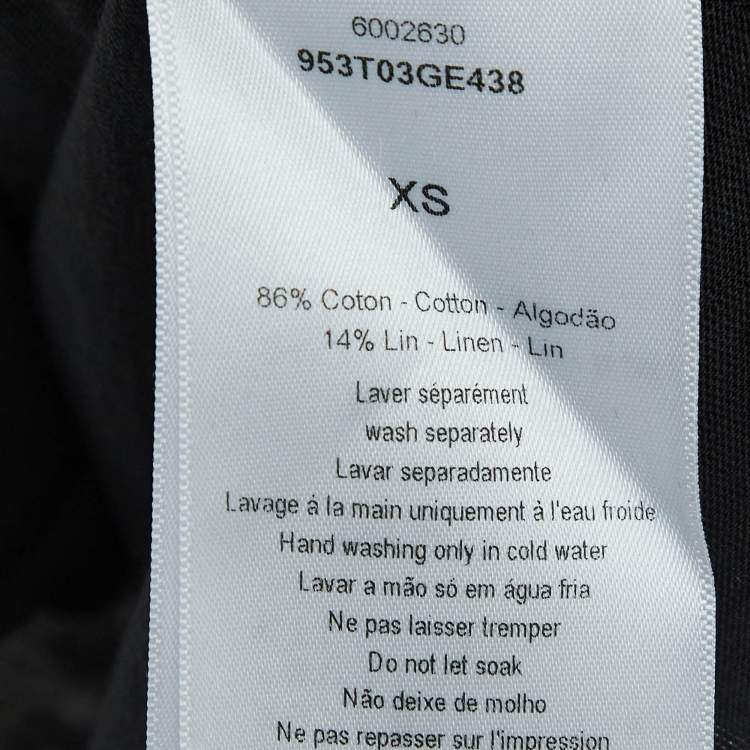 6002630
953T03GE438
XS
86% Coton - Cotton - Algodão
14% Lin - Linen - Lin
Laver séparément
wash separately
Lavar separadamente
Lavage á la main uniquement à l'eau froide
Hand washing only in cold water
Lavar a mão só em água fria
Ne pas laisser tremper
Do not let soak
Não deixe de molho
Ne pas repasser sur l'impression